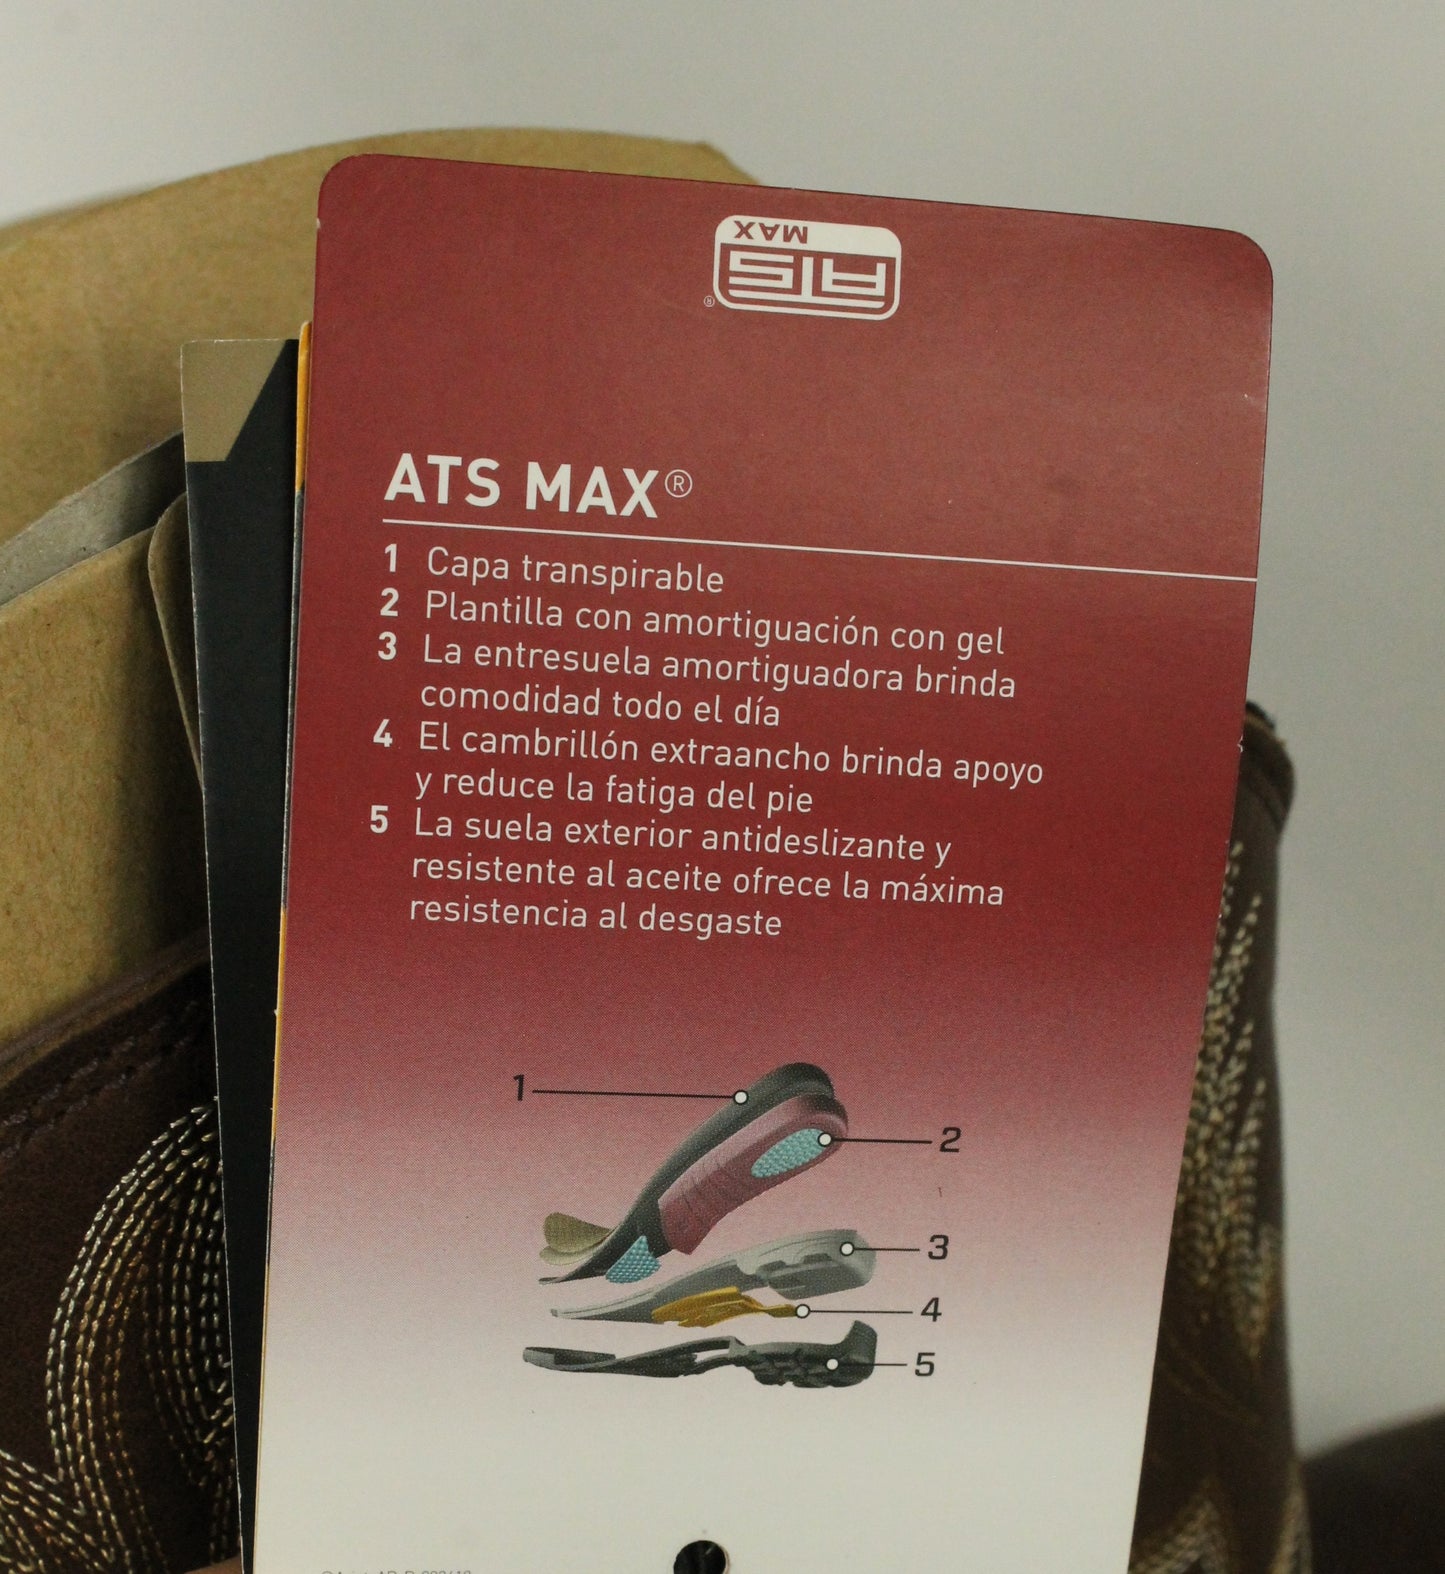 ATS
MAX
®
ATS MAX®
1 Capa transpirable
2 Plantilla con amortiguación con gel
3 La entresuela amortiguadora brinda
comodidad todo el día
4 El cambrillón extraancho brinda apoyo
y reduce la fatiga del pie
5 La suela exterior antideslizante y
resistente al aceite ofrece la máxima
resistencia al desgaste
1
2
3
4
5